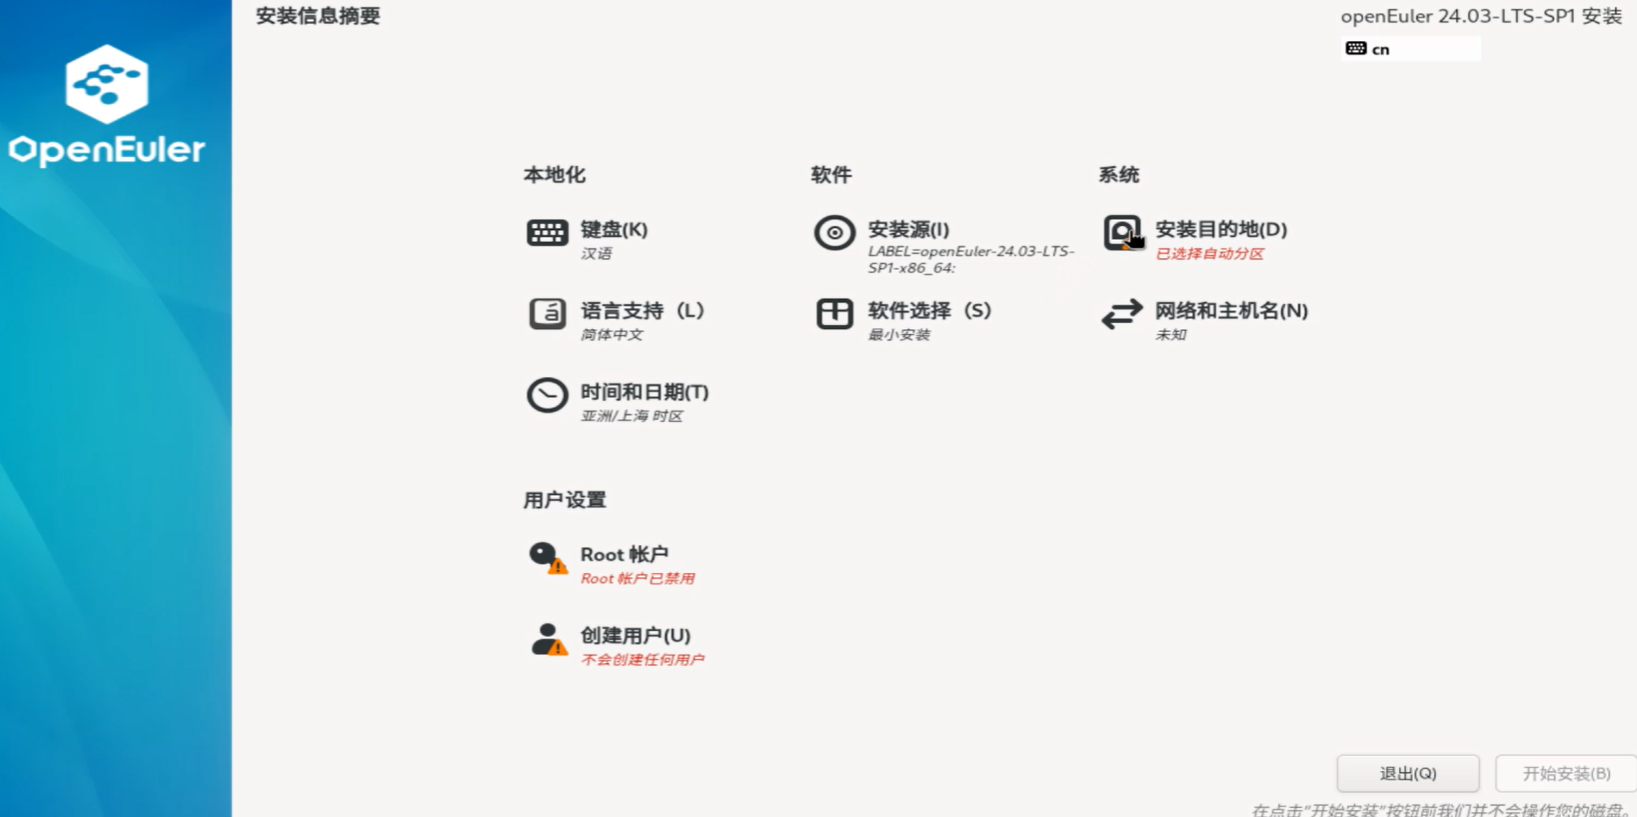 安装信息摘要
openEuler 24.03-LTS-SP1 安装
cn
OpenEuler
本地化
键盘(K)
汉语
语言支持（L）
简体中文
时间和日期(T)
亚洲/上海 时区
软件
安装源(I)
LABEL=openEuler-24.03-LTS-
SP1-x86_64:
软件选择（S）
最小安装
系统
安装目的地(D)
已选择自动分区
网络和主机名(N)
未知
用户设置
Root 帐户
Root 帐户已禁用
创建用户(U)
不会创建任何用户
退出(Q)
开始安装(B)
在点击"开始安装"按钮前我们并不会操作您的磁盘。